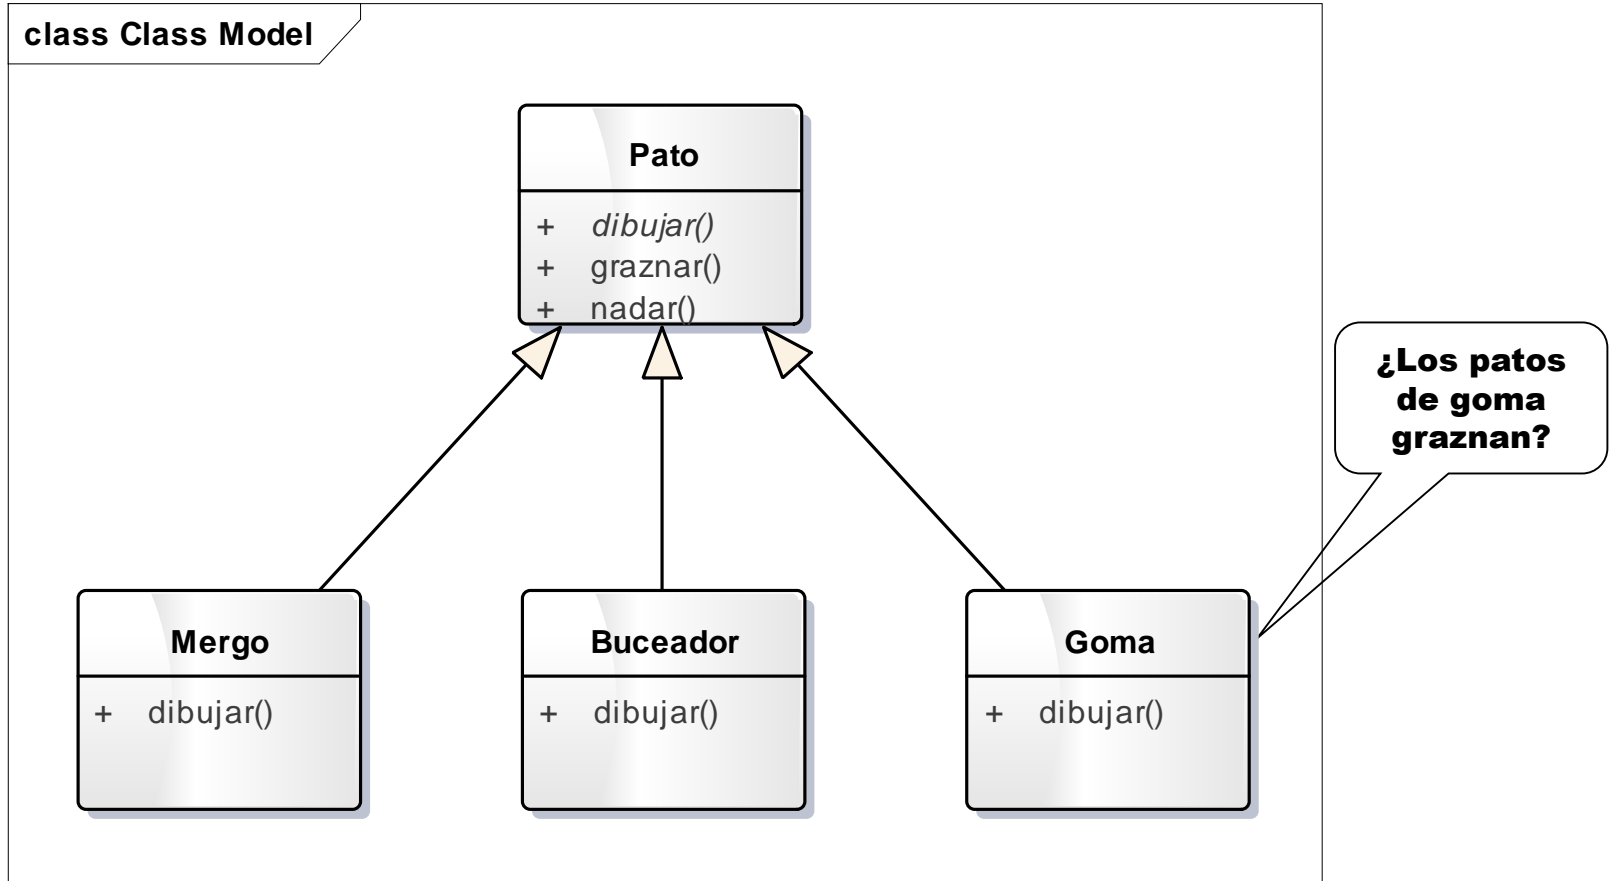 class Class Model
Pato
+ dibujar()
+ graznar()
+ nadar()
¿Los patos
de goma
graznan?
Mergo
+ dibujar()
Buceador
+ dibujar()
Goma
+ dibujar()